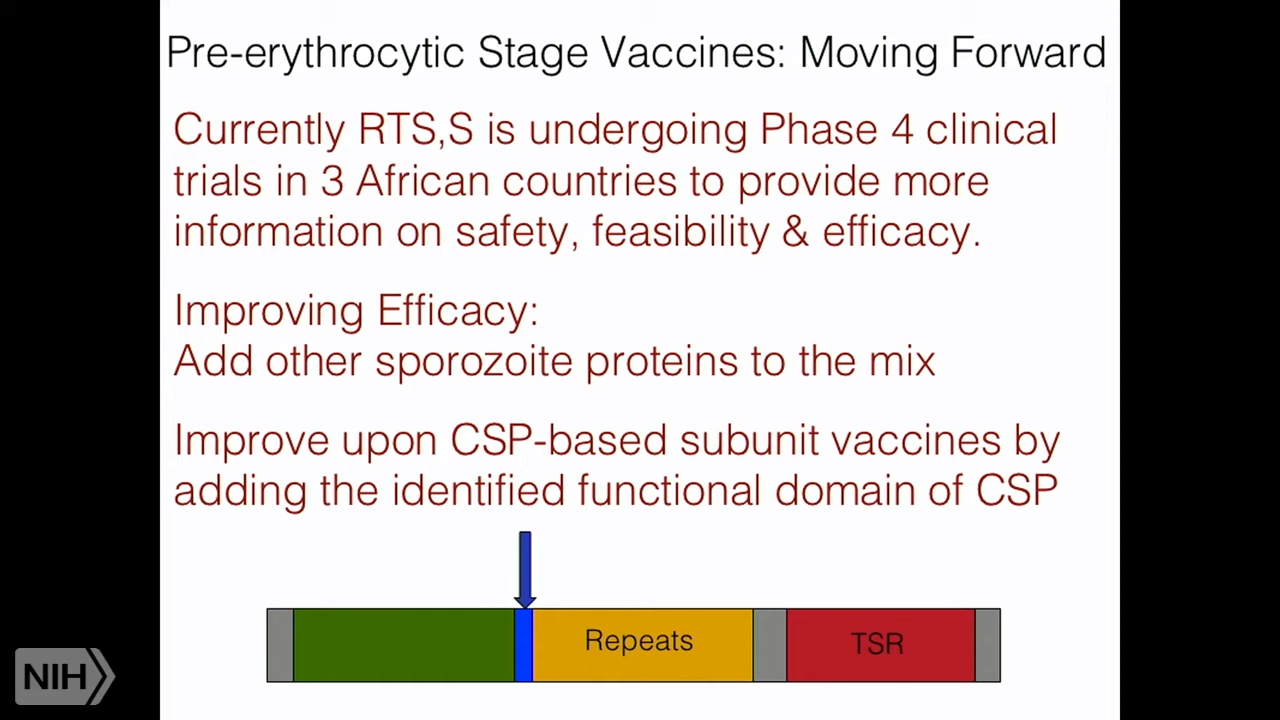 Pre-erythrocytic Stage Vaccines: Moving Forward
Currently RTS,S is undergoing Phase 4 clinical
trials in 3 African countries to provide more
information on safety, feasibility & efficacy.
Improving Efficacy:
Add other sporozoite proteins to the mix
Improve upon CSP-based subunit vaccines by
adding the identified functional domain of CSP
Repeats
TSR
NIH